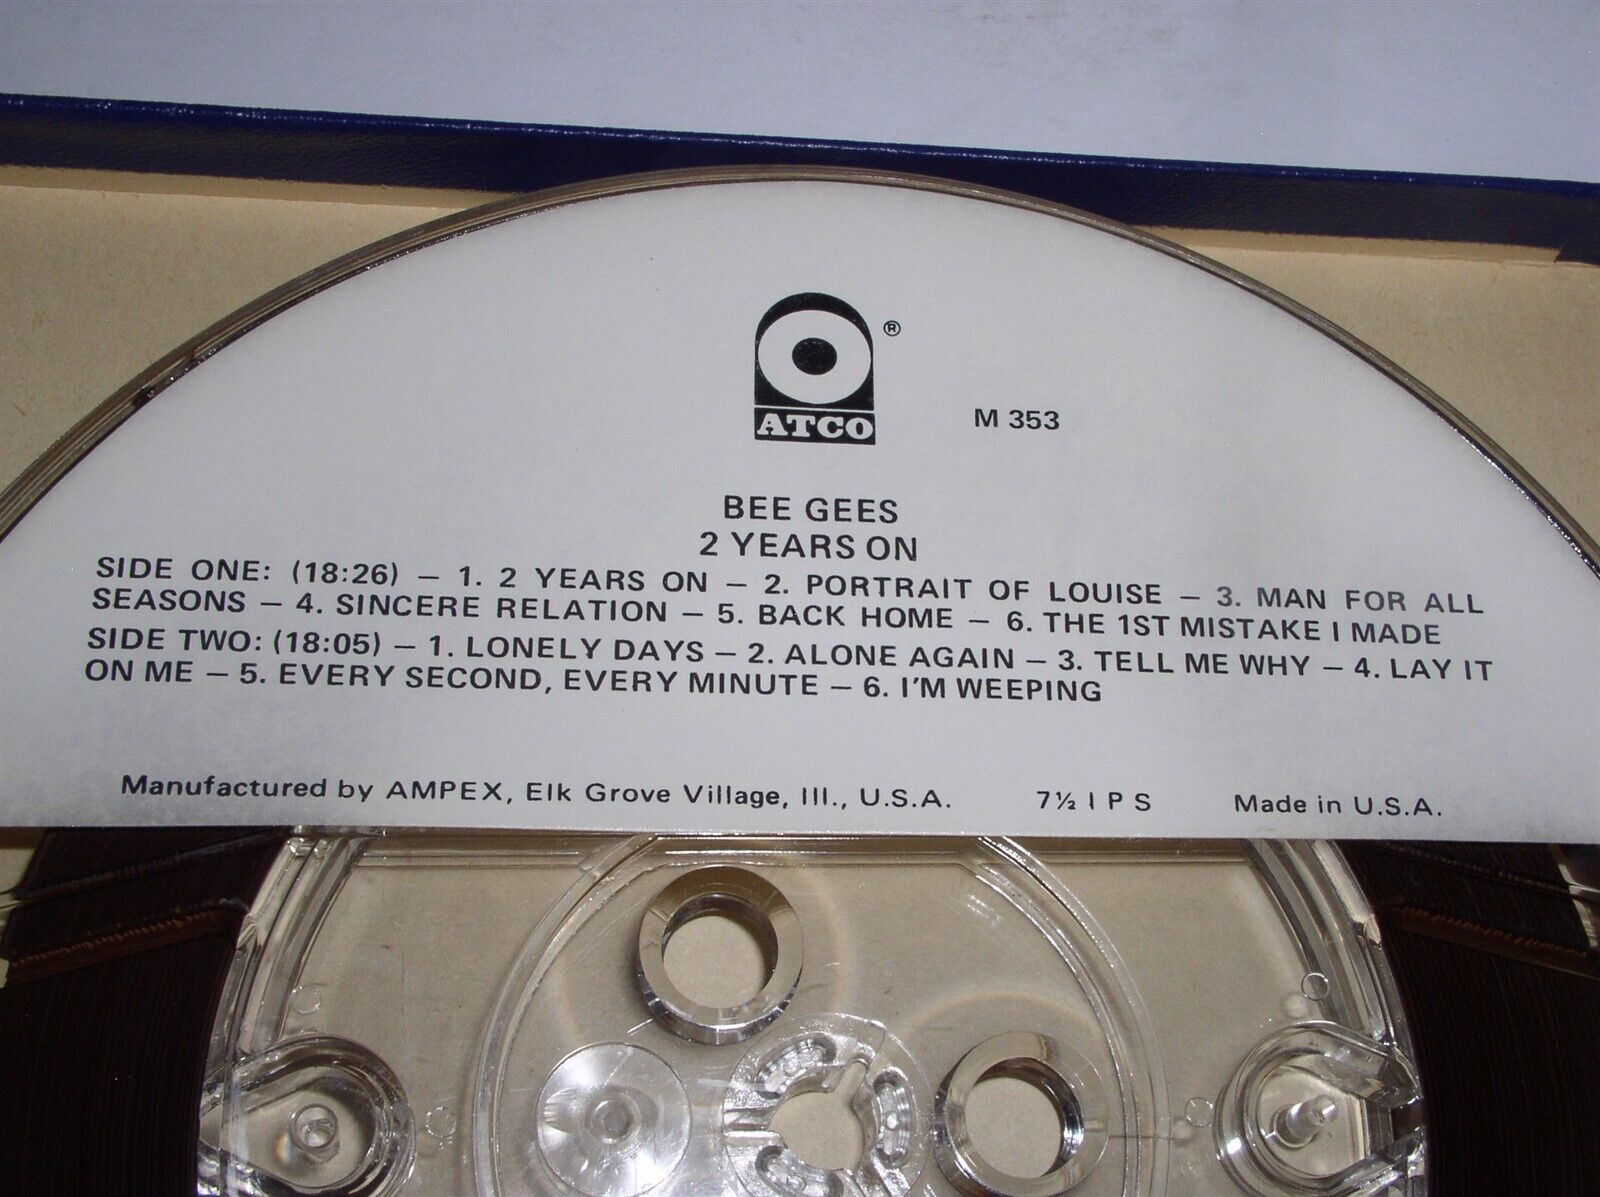 ®
ATCO
M 353
BEE GEES
2 YEARS ON
SIDE ONE: (18:26) – 1. 2 YEARS ON – 2. PORTRAIT OF LOUISE – 3. MAN FOR ALL
SEASONS – 4. SINCERE RELATION – 5. BACK HOME – 6. THE 1ST MISTAKE I MADE
SIDE TWO: (18:05) – 1. LONELY DAYS – 2. ALONE AGAIN – 3. TELL ME WHY – 4. LAY IT
ON ME – 5. EVERY SECOND, EVERY MINUTE – 6. I'M WEEPING
Manufactured by AMPEX, Elk Grove Village, Ill., U.S.A. 7½ I P S Made in U.S.A.